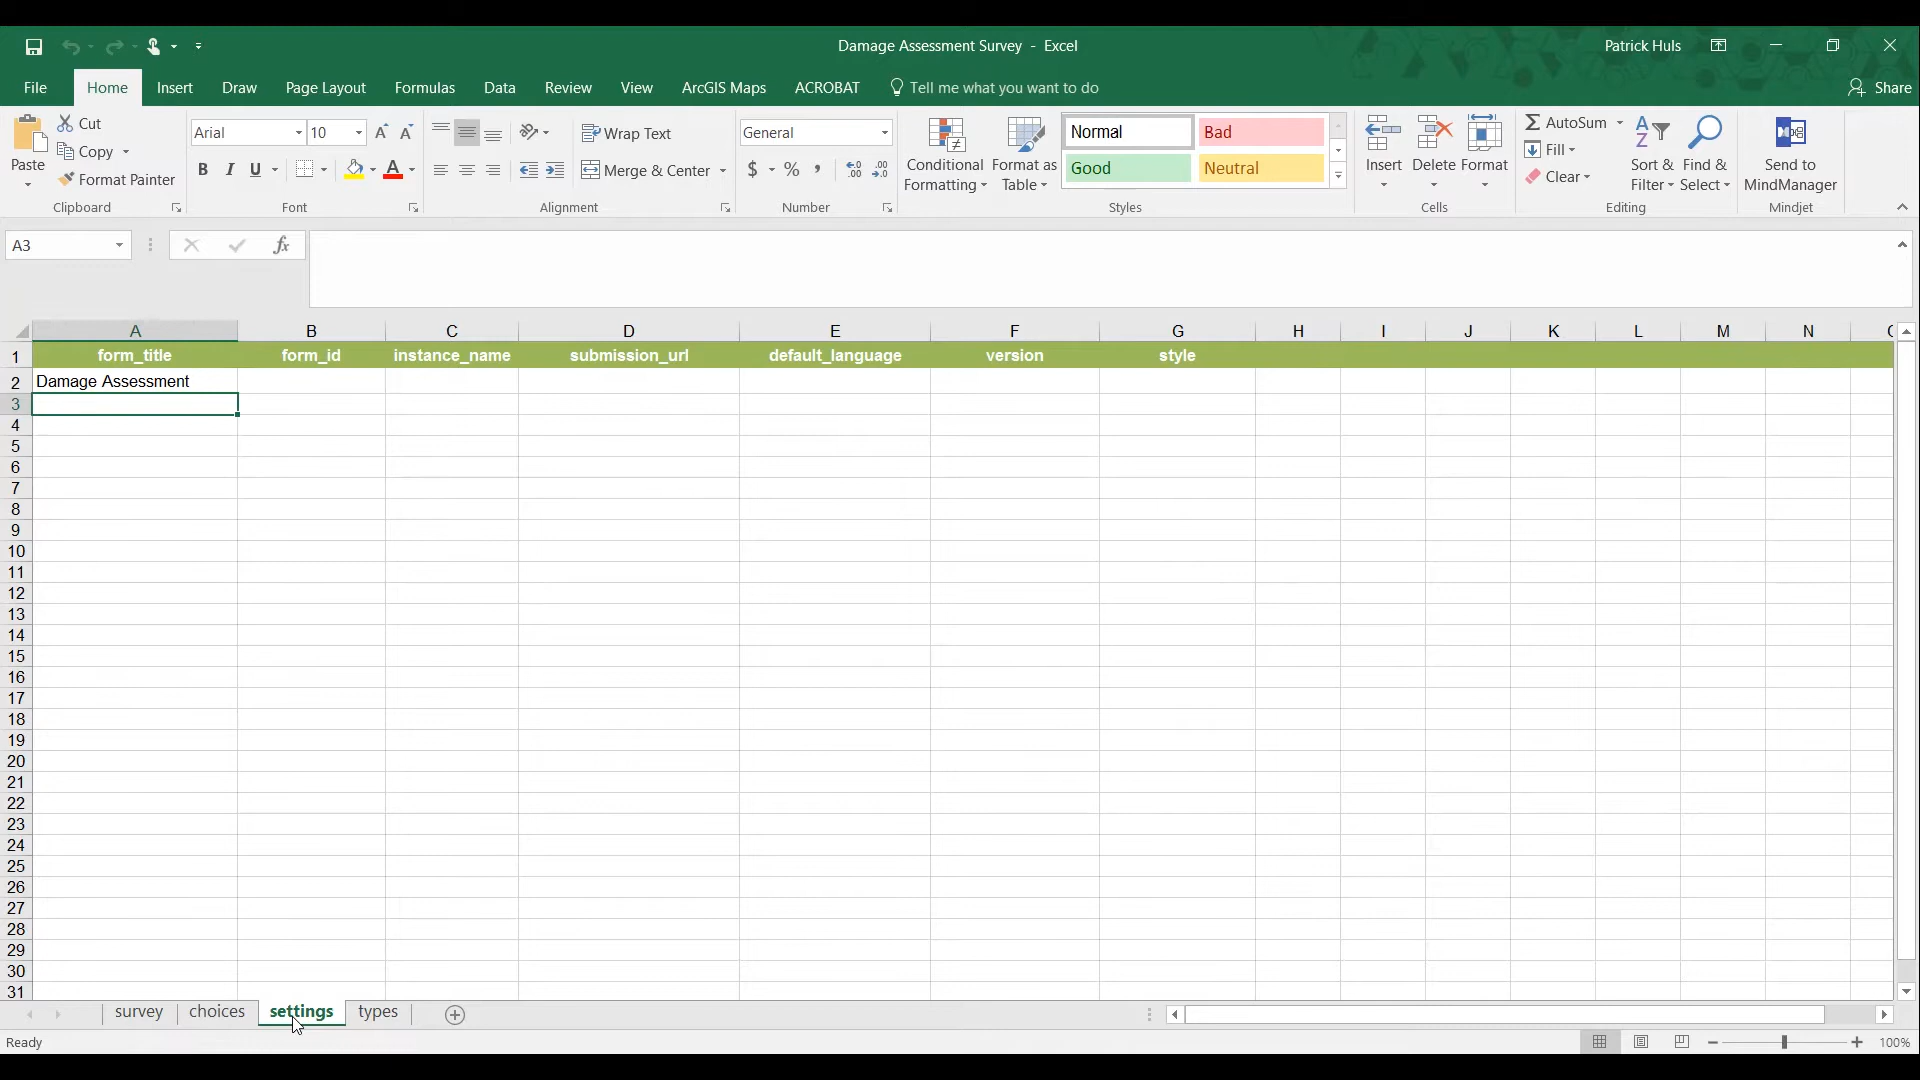 Damage Assessment Survey - Excel
Patrick Huls
File Home Insert Draw Page Layout Formulas Data Review View ArcGIS Maps ACROBAT Tell me what you want to do Share
Paste
Cut
Copy
Format Painter
Clipboard
Arial 10
B I U A
Font
Wrap Text
Merge & Center
Alignment
General
$ % ,
Number
Conditional Formatting
Format as Table
Normal Bad
Good Neutral
Styles
Insert Delete Format
Cells
AutoSum
Fill
Clear
Sort & Filter
Find & Select
Editing
Send to MindManager
Mindjet
A3 fx
A B C D E F G H I J K L M N
1 form_title form_id instance_name submission_url default_language version style
2 Damage Assessment
3
4
5
6
7
8
9
10
11
12
13
14
15
16
17
18
19
20
21
22
23
24
25
26
27
28
29
30
31
survey choices settings types
Ready 100%